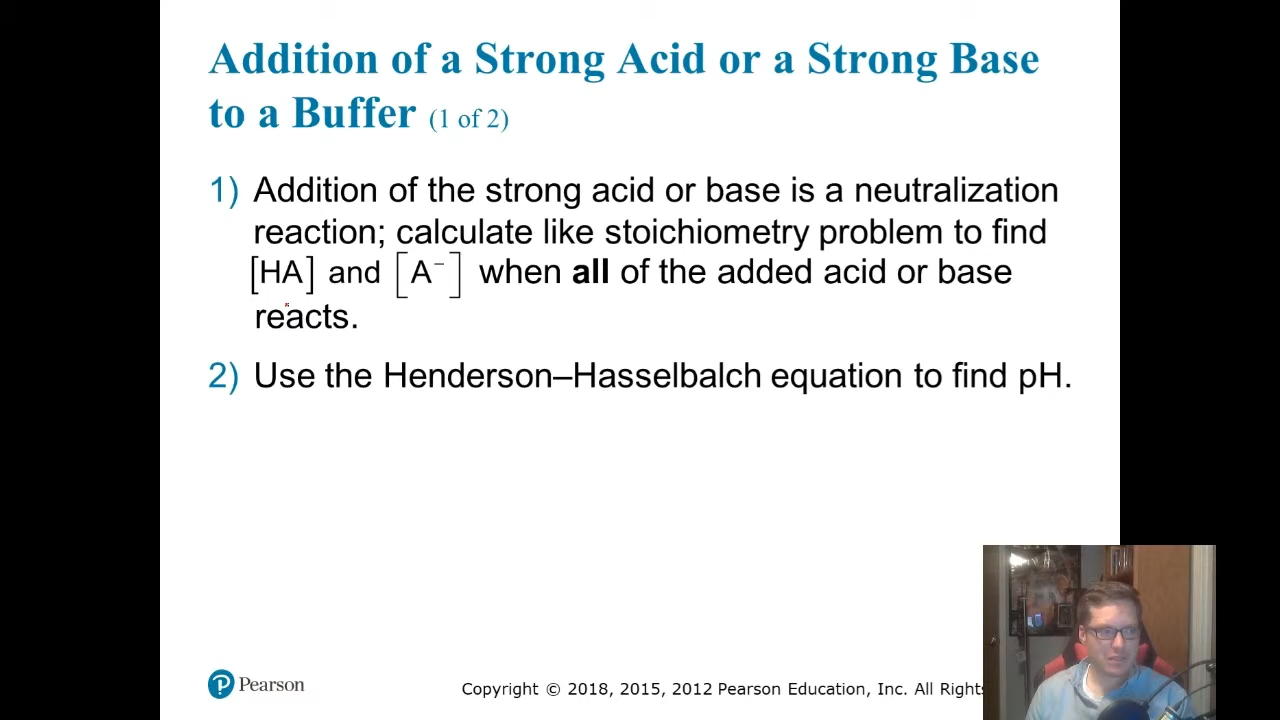 Addition of a Strong Acid or a Strong Base
to a Buffer (1 of 2)
1) Addition of the strong acid or base is a neutralization
reaction; calculate like stoichiometry problem to find
[HA] and [A⁻] when all of the added acid or base
reacts.
2) Use the Henderson–Hasselbalch equation to find pH.
Pearson
Copyright © 2018, 2015, 2012 Pearson Education, Inc. All Rights